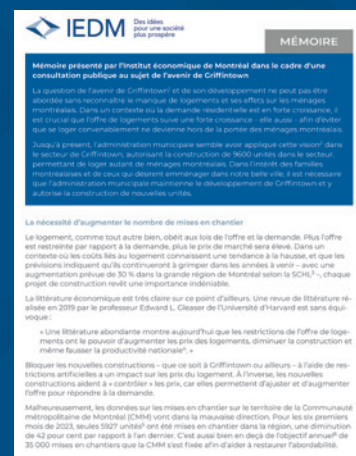 IEDM
Des idées
pour une société
plus prospère
MÉMOIRE
Mémoire présenté par l'Institut économique de Montréal dans le cadre d'une
consultation publique au sujet de l'avenir de Griffintown
La question de l'avenir de Griffintown¹ et de son développement ne peut pas être
abordée sans reconnaître le manque de logements et ses effets sur les ménages
montréalais. Dans un contexte où la demande résidentielle est en forte croissance, il
est crucial que l'offre de logements suive une forte croissance - elle aussi - afin d'éviter
que se loger convenablement ne devienne hors de la portée des ménages montréalais.
Jusqu'à présent, l'administration municipale semble avoir appliqué cette vision² dans
le secteur de Griffintown, autorisant la construction de 9600 unités dans le secteur,
permettant de loger autant de ménages montréalais. Dans l'intérêt des familles
montréalaises et de ceux qui désirent emménager dans notre belle ville, il est nécessaire
que l'administration municipale maintienne le développement de Griffintown et y
autorise la construction de nouvelles unités.
La nécessité d'augmenter le nombre de mises en chantier
Le logement, comme tout autre bien, obéit aux lois de l'offre et la demande. Plus l'offre
est restreinte par rapport à la demande, plus le prix de marché sera élevé. Dans un
contexte où les coûts liés au logement connaissent une tendance à la hausse, et que les
prévisions indiquent qu'ils continueront à grimper dans les années à venir – avec une
augmentation prévue de 30 % dans la grande région de Montréal selon la SCHL³ –, chaque
projet de construction revêt une importance indéniable.
La littérature économique est très claire sur ce point d'ailleurs. Une revue de littérature ré-
alisée en 2019 par le professeur Edward L. Gleaser de l'Université d'Harvard est sans équi-
voque :
« Une littérature abondante montre aujourd'hui que les restrictions de l'offre de loge-
ments ont le pouvoir d'augmenter les prix des logements, diminuer la construction et
même fausser la productivité nationale⁴. »
Bloquer les nouvelles constructions – que ce soit à Griffintown ou ailleurs – à l'aide de res-
trictions artificielles a un impact sur les prix du logement. À l'inverse, les nouvelles
constructions aident à « contrôler » les prix, car elles permettent d'ajuster et d'augmenter
l'offre pour répondre à la demande.
Malheureusement, les données sur les mises en chantier sur le territoire de la Communauté
métropolitaine de Montréal (CMM) vont dans la mauvaise direction. Pour les six premiers
mois de 2023, seules 5927 unités⁵ ont été mises en chantier dans la région, une diminution
de 42 pour cent par rapport à l'an dernier. C'est aussi bien en deçà de l'objectif annuel⁶ de
35 000 mises en chantiers que la CMM s'est fixée afin d'aider à restaurer l'abordabilité.